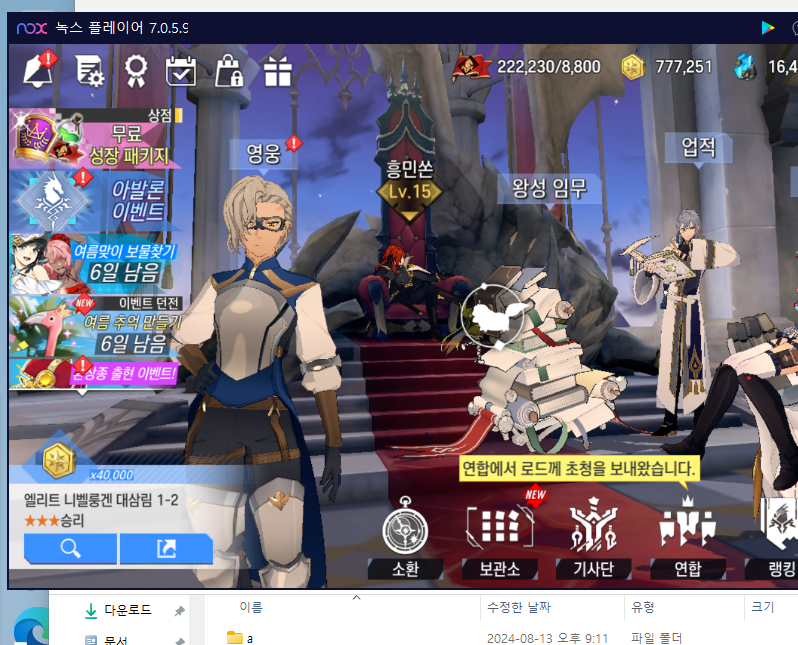 nox 녹스 플레이어 7.0.5.9
222,230/8,800
777,251
16,4
상점
무료
성장 패키지
아발론
이벤트
여름맞이 보물찾기
6일 남음
NEW 이벤트 던전
여름 추억 만들기
6일 남음
환상종 출현 이벤트!
영웅
흥민쏜
Lv.15
왕성 임무
업적
x40,000
엘리트 니벨룽겐 대삼림 1-2
★★★승리
연합에서 로드께 초청을 보내왔습니다.
NEW
소환
보관소
기사단
연합
랭킹
다운로드
문서
이름
수정한 날짜
유형
크기
a
2024-08-13 오후 9:11
파일 폴더